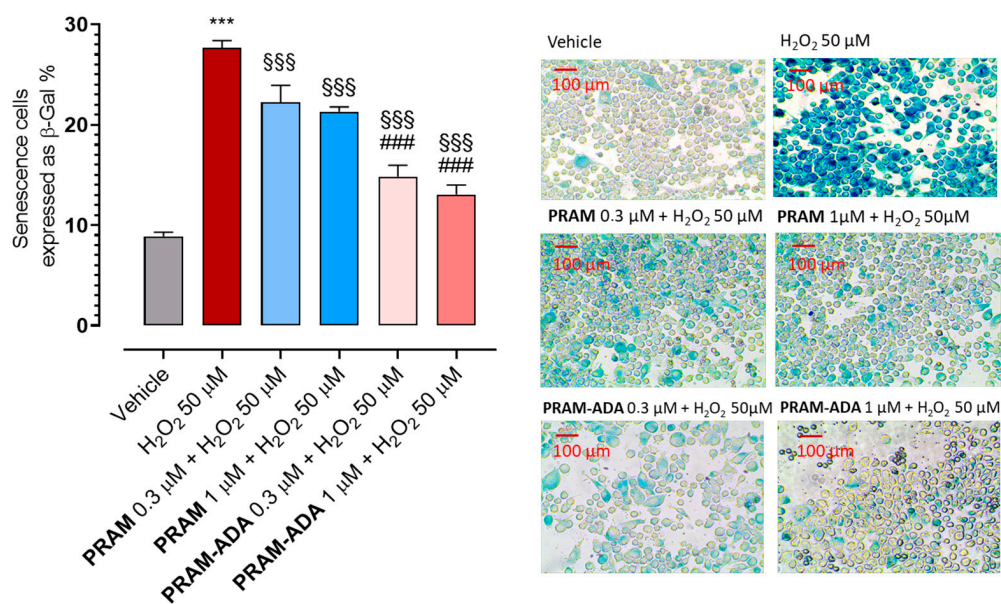 Senescence cells
expressed as β-Gal %
30
20
10
0
***
§§§
§§§
§§§
###
§§§
###
Vehicle
H₂O₂ 50 µM
PRAM 0.3 µM + H₂O₂ 50 µM
PRAM 1 µM + H₂O₂ 50 µM
PRAM-ADA 0.3 µM + H₂O₂ 50 µM
PRAM-ADA 1 µM + H₂O₂ 50 µM
Vehicle
H₂O₂ 50 µM
100 µm
100 µm
PRAM 0.3 µM + H₂O₂ 50 µM
PRAM 1µM + H₂O₂ 50µM
100 µm
100 µm
PRAM-ADA 0.3 µM + H₂O₂ 50µM
PRAM-ADA 1 µM + H₂O₂ 50 µM
100 µm
100 µm